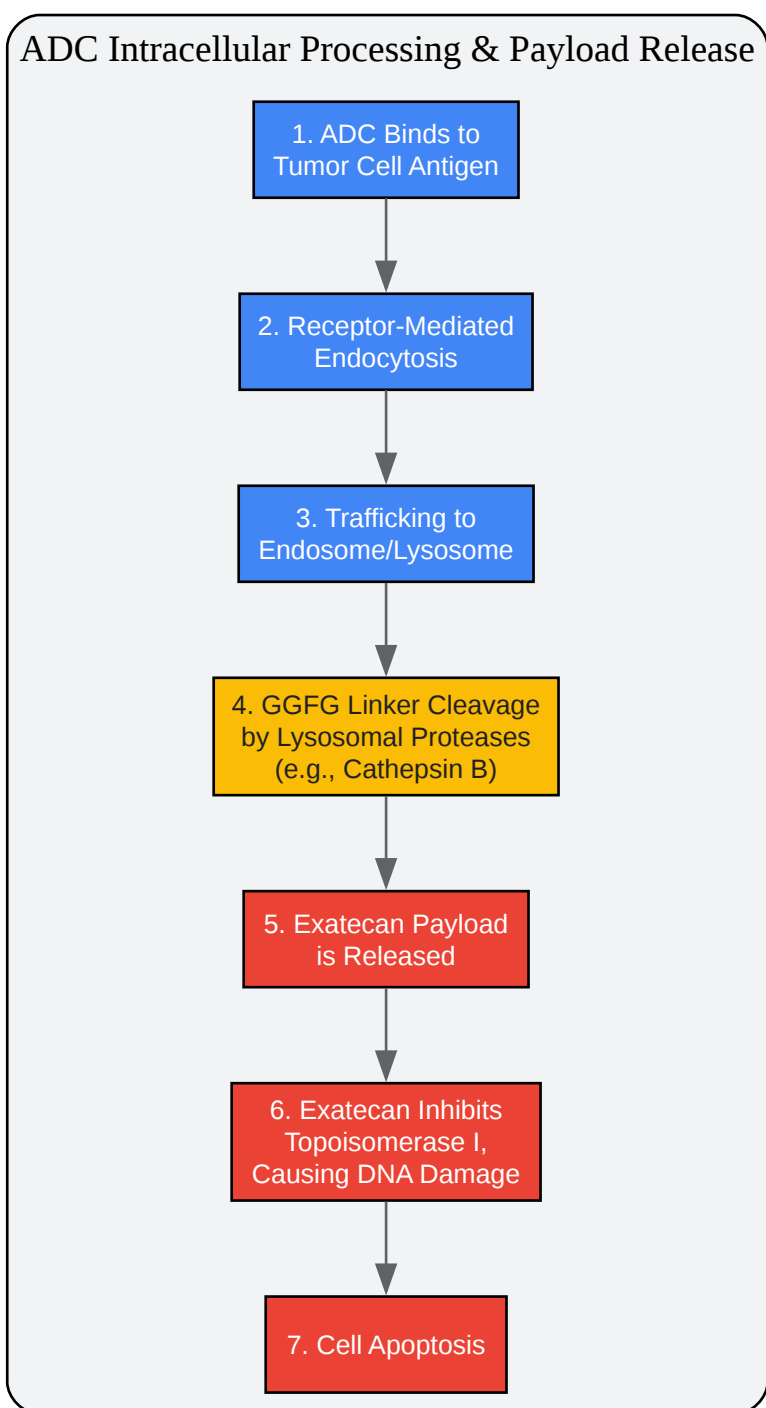 ADC Intracellular Processing & Payload Release
1. ADC Binds to
Tumor Cell Antigen
2. Receptor-Mediated
Endocytosis
3. Trafficking to
Endosome/Lysosome
4. GGFG Linker Cleavage
by Lysosomal Proteases
(e.g., Cathepsin B)
5. Exatecan Payload
is Released
6. Exatecan Inhibits
Topoisomerase I,
Causing DNA Damage
7. Cell Apoptosis